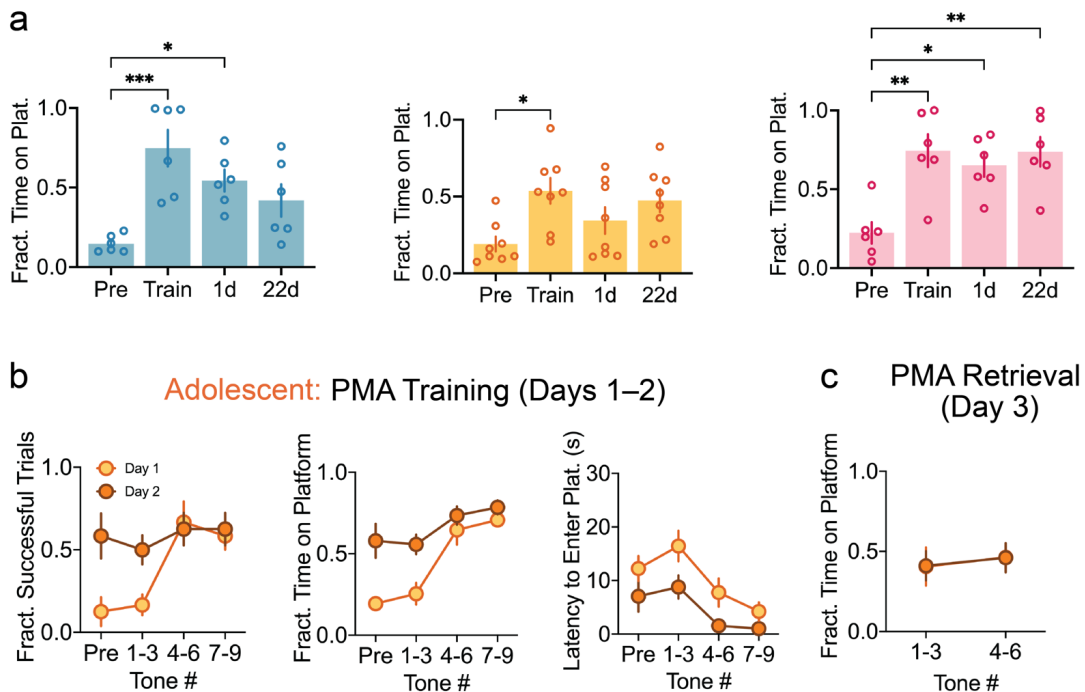 a
Fract. Time on Plat.
1.0
0.5
0.0
***
*
Pre Train 1d 22d
Fract. Time on Plat.
1.0
0.5
0.0
*
Pre Train 1d 22d
Fract. Time on Plat.
1.0
0.5
0.0
**
*
**
Pre Train 1d 22d
b
Adolescent: PMA Training (Days 1–2)
Fract. Successful Trials
1.0
0.5
0.0
Day 1
Day 2
Pre 1-3 4-6 7-9
Tone #
Fract. Time on Platform
1.0
0.5
0.0
Pre 1-3 4-6 7-9
Tone #
Latency to Enter Plat. (s)
30
20
10
0
Pre 1-3 4-6 7-9
Tone #
c
PMA Retrieval
(Day 3)
Fract. Time on Platform
1.0
0.5
0.0
1-3 4-6
Tone #